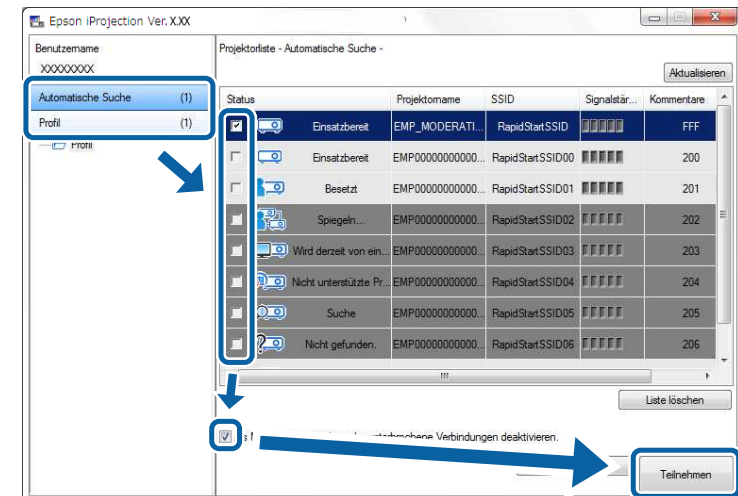 Epson iProjection Ver. X.XX
Benutzername
XXXXXXXX
Automatische Suche (1)
Profil (1)
Profil
Projektorliste - Automatische Suche -
Aktualisieren
Status Projektorname SSID Signalstär... Kommentare
Einsatzbereit EMP_MODERATI... RapidStartSSID FFF
Einsatzbereit EMP00000000000... RapidStartSSID00 200
Besetzt EMP00000000000... RapidStartSSID01 201
Spiegeln... EMP00000000000... RapidStartSSID02 202
Wird derzeit von ein... EMP00000000000... RapidStartSSID03 203
Nicht unterstützte Pr... EMP00000000000... RapidStartSSID04 204
Suche EMP00000000000... RapidStartSSID05 205
Nicht gefunden. EMP00000000000... RapidStartSSID06 206
Liste löschen
Verbindungen deaktivieren.
Teilnehmen